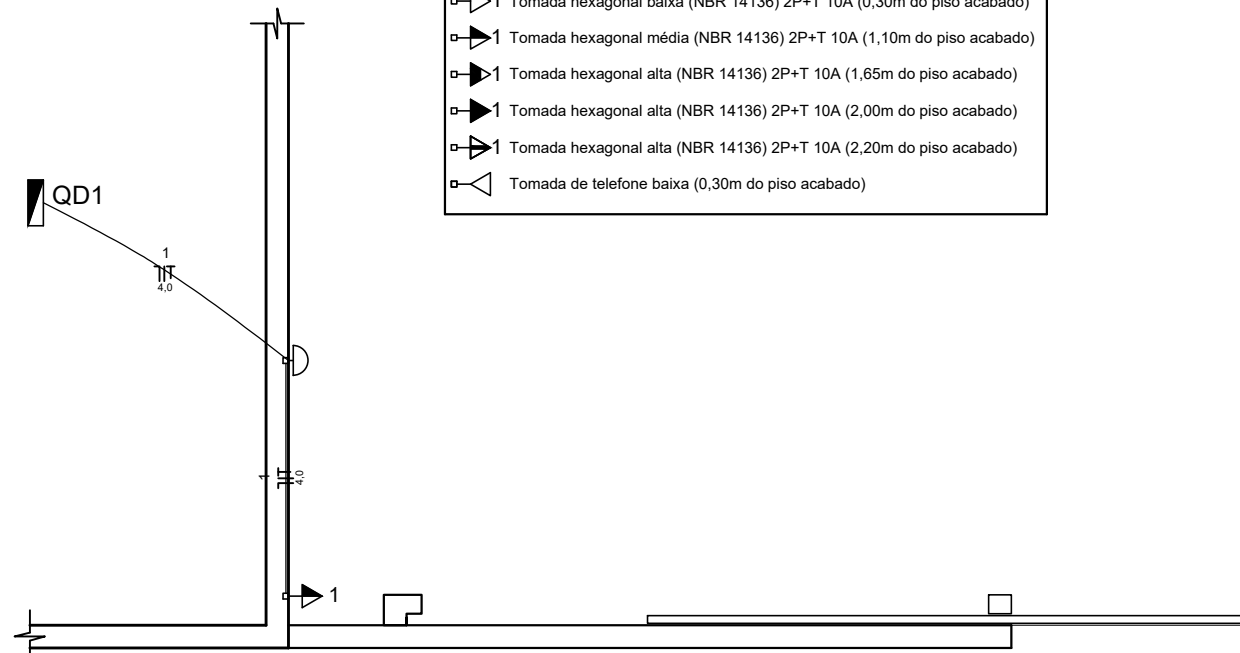 1 Tomada hexagonal baixa (NBR 14136) 2P+T 10A (0,30m do piso acabado)
1 Tomada hexagonal média (NBR 14136) 2P+T 10A (1,10m do piso acabado)
1 Tomada hexagonal alta (NBR 14136) 2P+T 10A (1,65m do piso acabado)
1 Tomada hexagonal alta (NBR 14136) 2P+T 10A (2,00m do piso acabado)
1 Tomada hexagonal alta (NBR 14136) 2P+T 10A (2,20m do piso acabado)
Tomada de telefone baixa (0,30m do piso acabado)
QD1
1
4,0
1
4,0
1